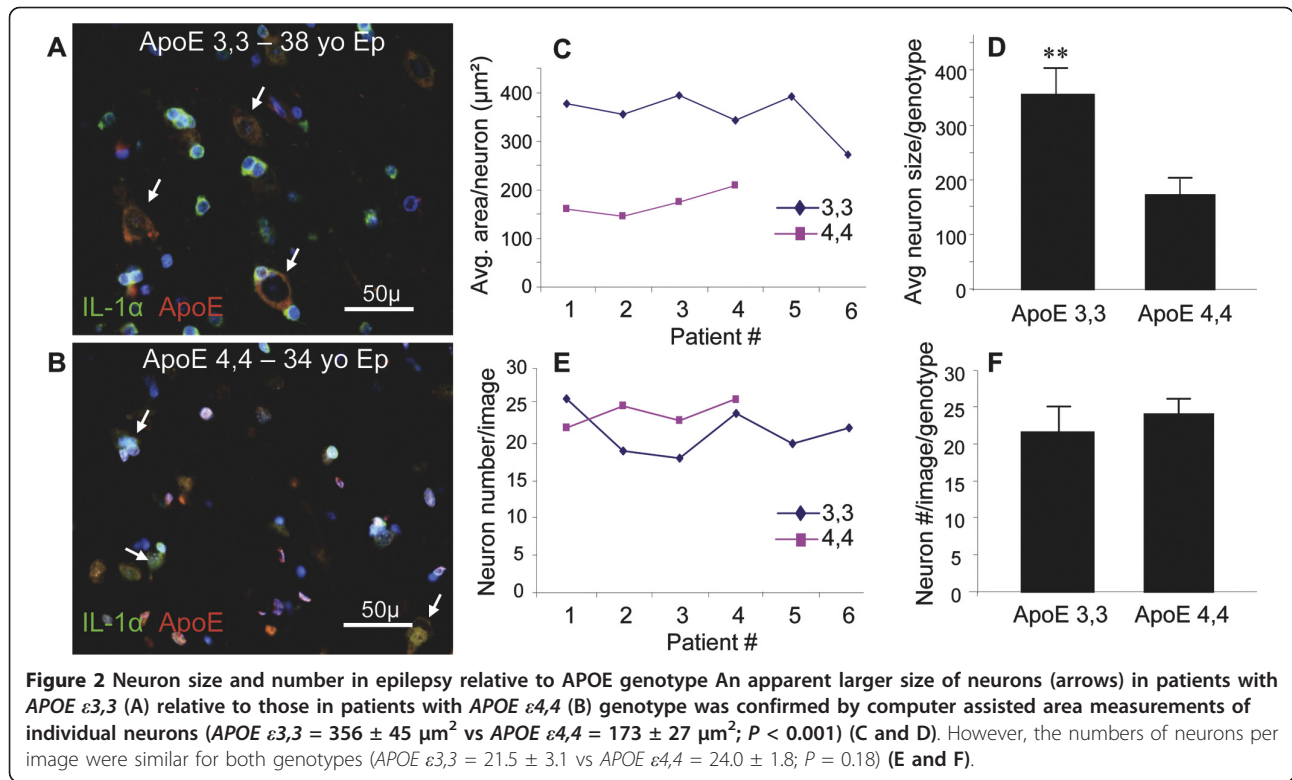 A
ApoE 3,3 – 38 yo Ep
IL-1α ApoE
50µ
B
ApoE 4,4 – 34 yo Ep
IL-1α ApoE
50µ
C
Avg. area/neuron (µm²)
400
300
200
100
0
3,3
4,4
1 2 3 4 5 6
Patient #
D
Avg neuron size/genotype
400
300
200
100
0
**
ApoE 3,3 ApoE 4,4
E
Neuron number/image
30
25
20
15
10
5
0
3,3
4,4
1 2 3 4 5 6
Patient #
F
Neuron #/image/genotype
30
25
20
15
10
5
0
ApoE 3,3 ApoE 4,4
Figure 2 Neuron size and number in epilepsy relative to APOE genotype An apparent larger size of neurons (arrows) in patients with
APOE ε3,3 (A) relative to those in patients with APOE ε4,4 (B) genotype was confirmed by computer assisted area measurements of
individual neurons (APOE ε3,3 = 356 ± 45 µm² vs APOE ε4,4 = 173 ± 27 µm²; P < 0.001) (C and D). However, the numbers of neurons per
image were similar for both genotypes (APOE ε3,3 = 21.5 ± 3.1 vs APOE ε4,4 = 24.0 ± 1.8; P = 0.18) (E and F).